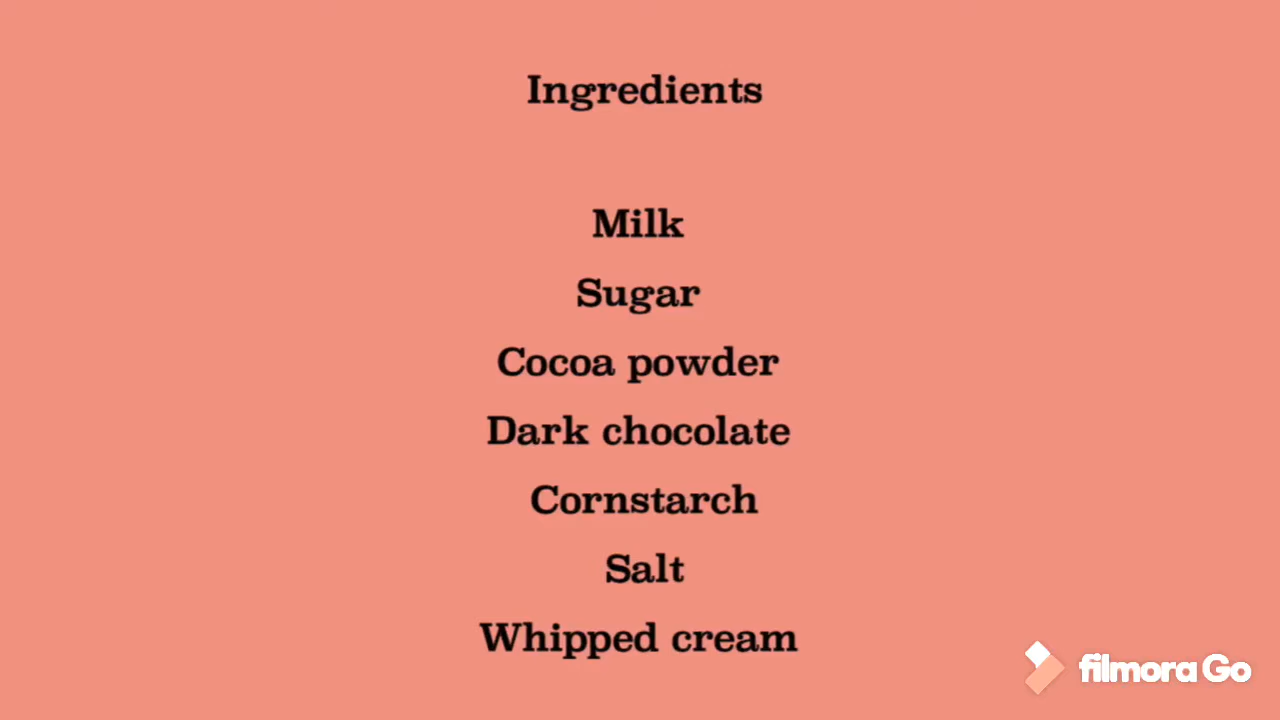 Ingredients
Milk
Sugar
Cocoa powder
Dark chocolate
Cornstarch
Salt
Whipped cream
filmora Go